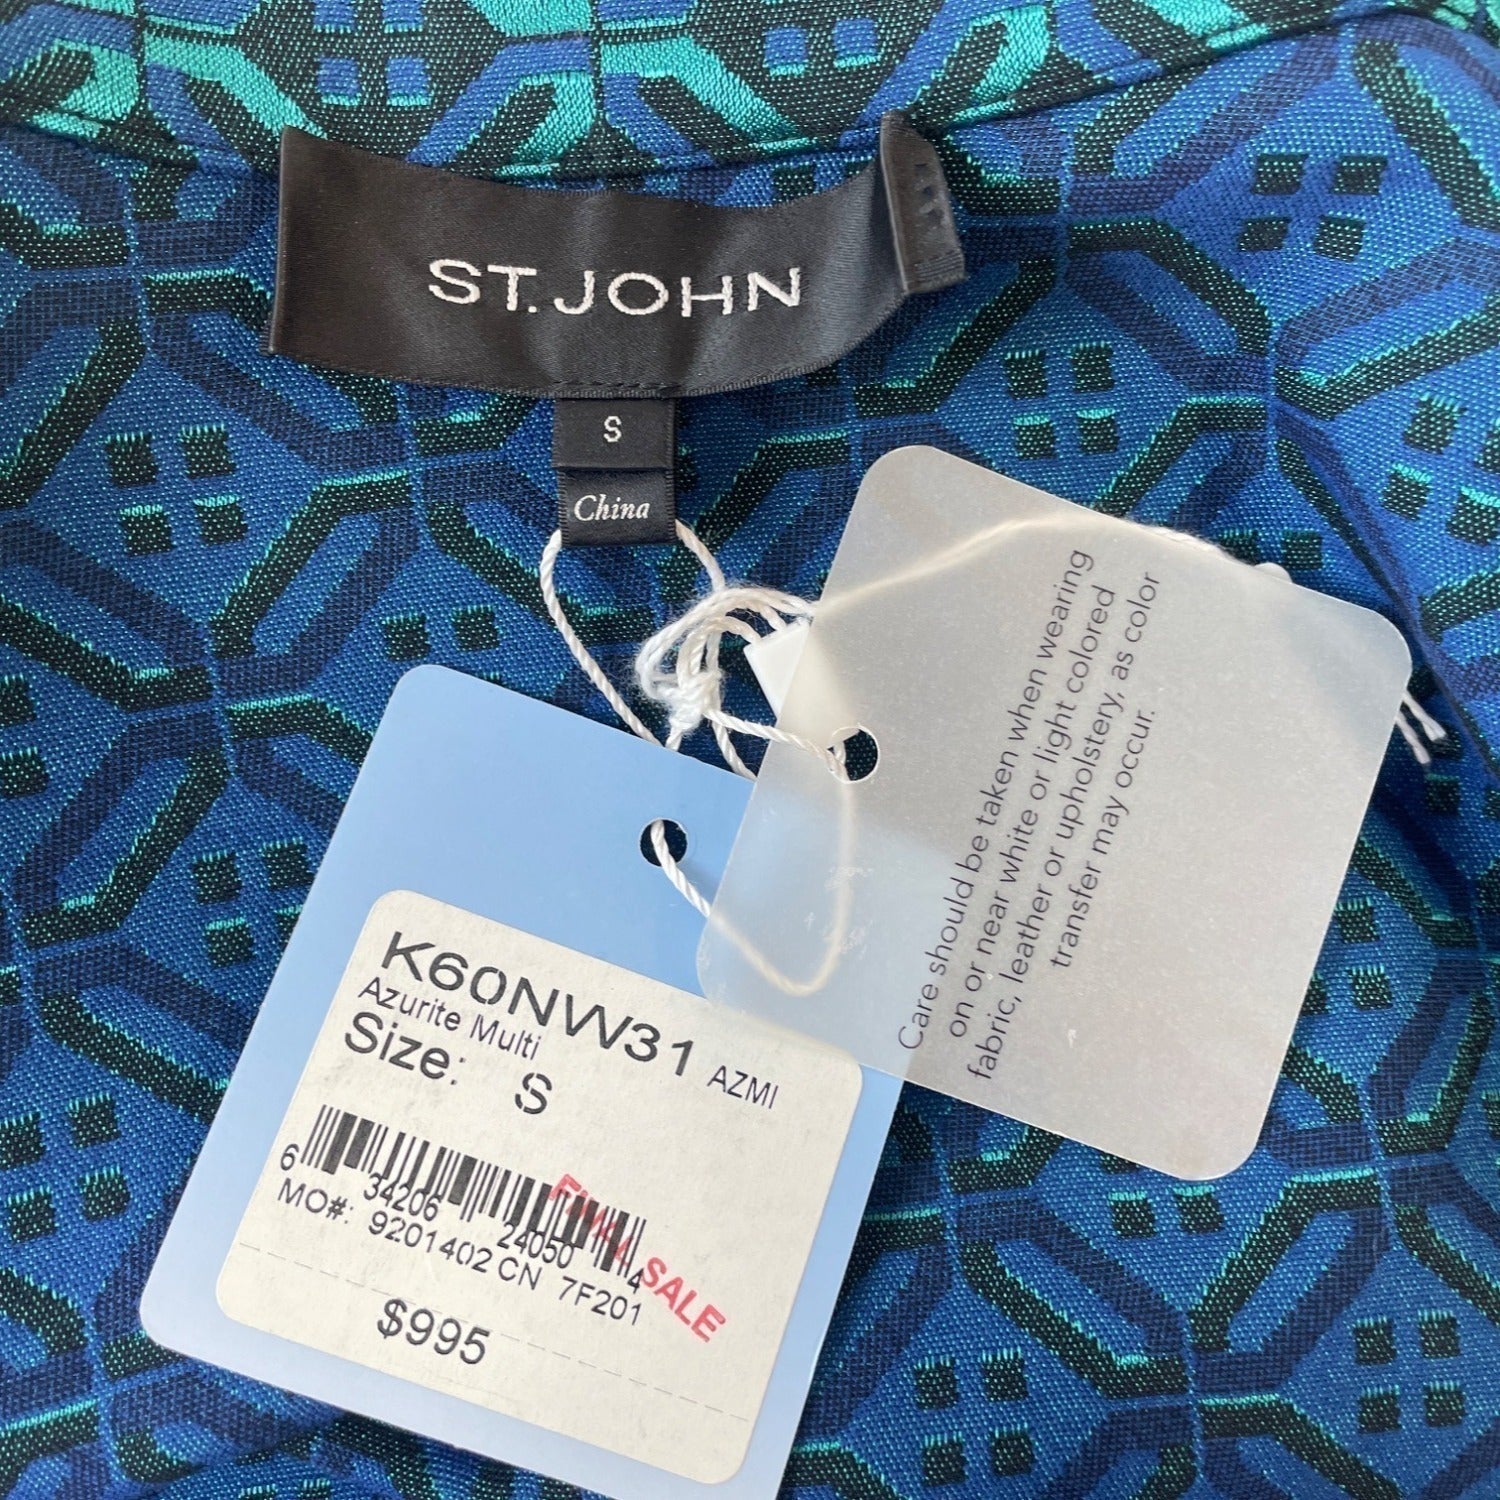 ST. JOHN
S
China
Care should be taken when wearing
on or near white or light colored
fabric, leather or upholstery, as color
transfer may occur.
K60NW31 AZMI
Azurite Multi
Size: S
6 34206 24050 4
MO#: 9201402 CN 7F201
FINAL SALE
$995